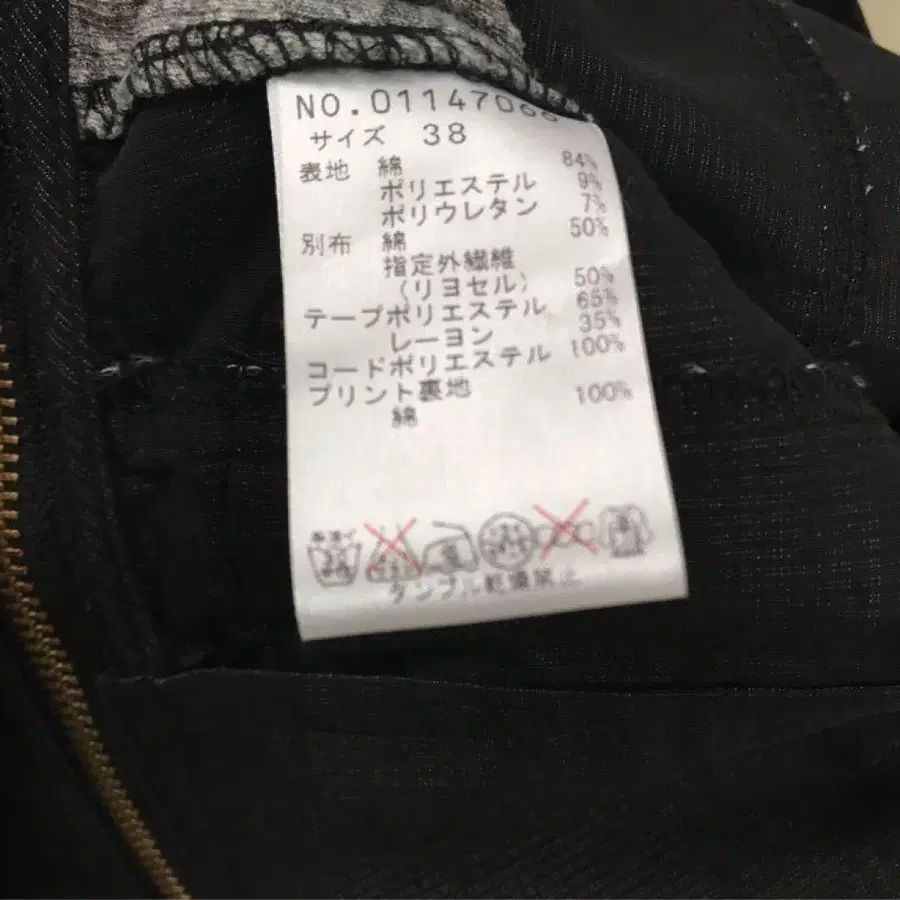 NO.0114706
サイズ 38
表地 綿 84%
ポリエステル 9%
ポリウレタン 7%
別布 綿 50%
指定外繊維
(リヨセル) 50%
テープポリエステル 65%
レーヨン 35%
コードポリエステル 100%
プリント裏地
綿 100%
タンブル乾燥禁止